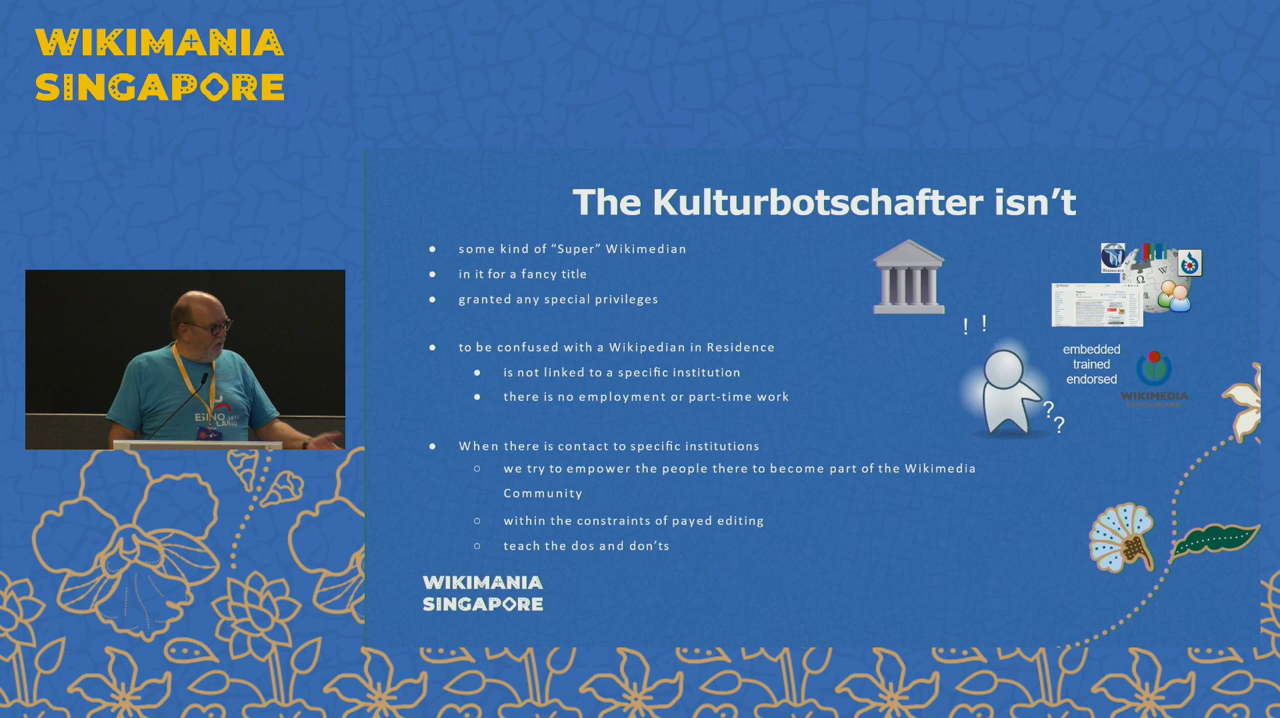 WIKIMANIA
SINGAPORE
The Kulturbotschafter isn’t
some kind of “Super” Wikimedian
in it for a fancy title
granted any special privileges
to be confused with a Wikipedian in Residence
is not linked to a specific institution
there is no employment or part-time work
When there is contact to specific institutions
we try to empower the people there to become part of the Wikimedia
Community
within the constraints of payed editing
teach the dos and don’ts
! !
embedded
trained
endorsed
WIKIMEDIA
? ?
WIKIMANIA
SINGAPORE